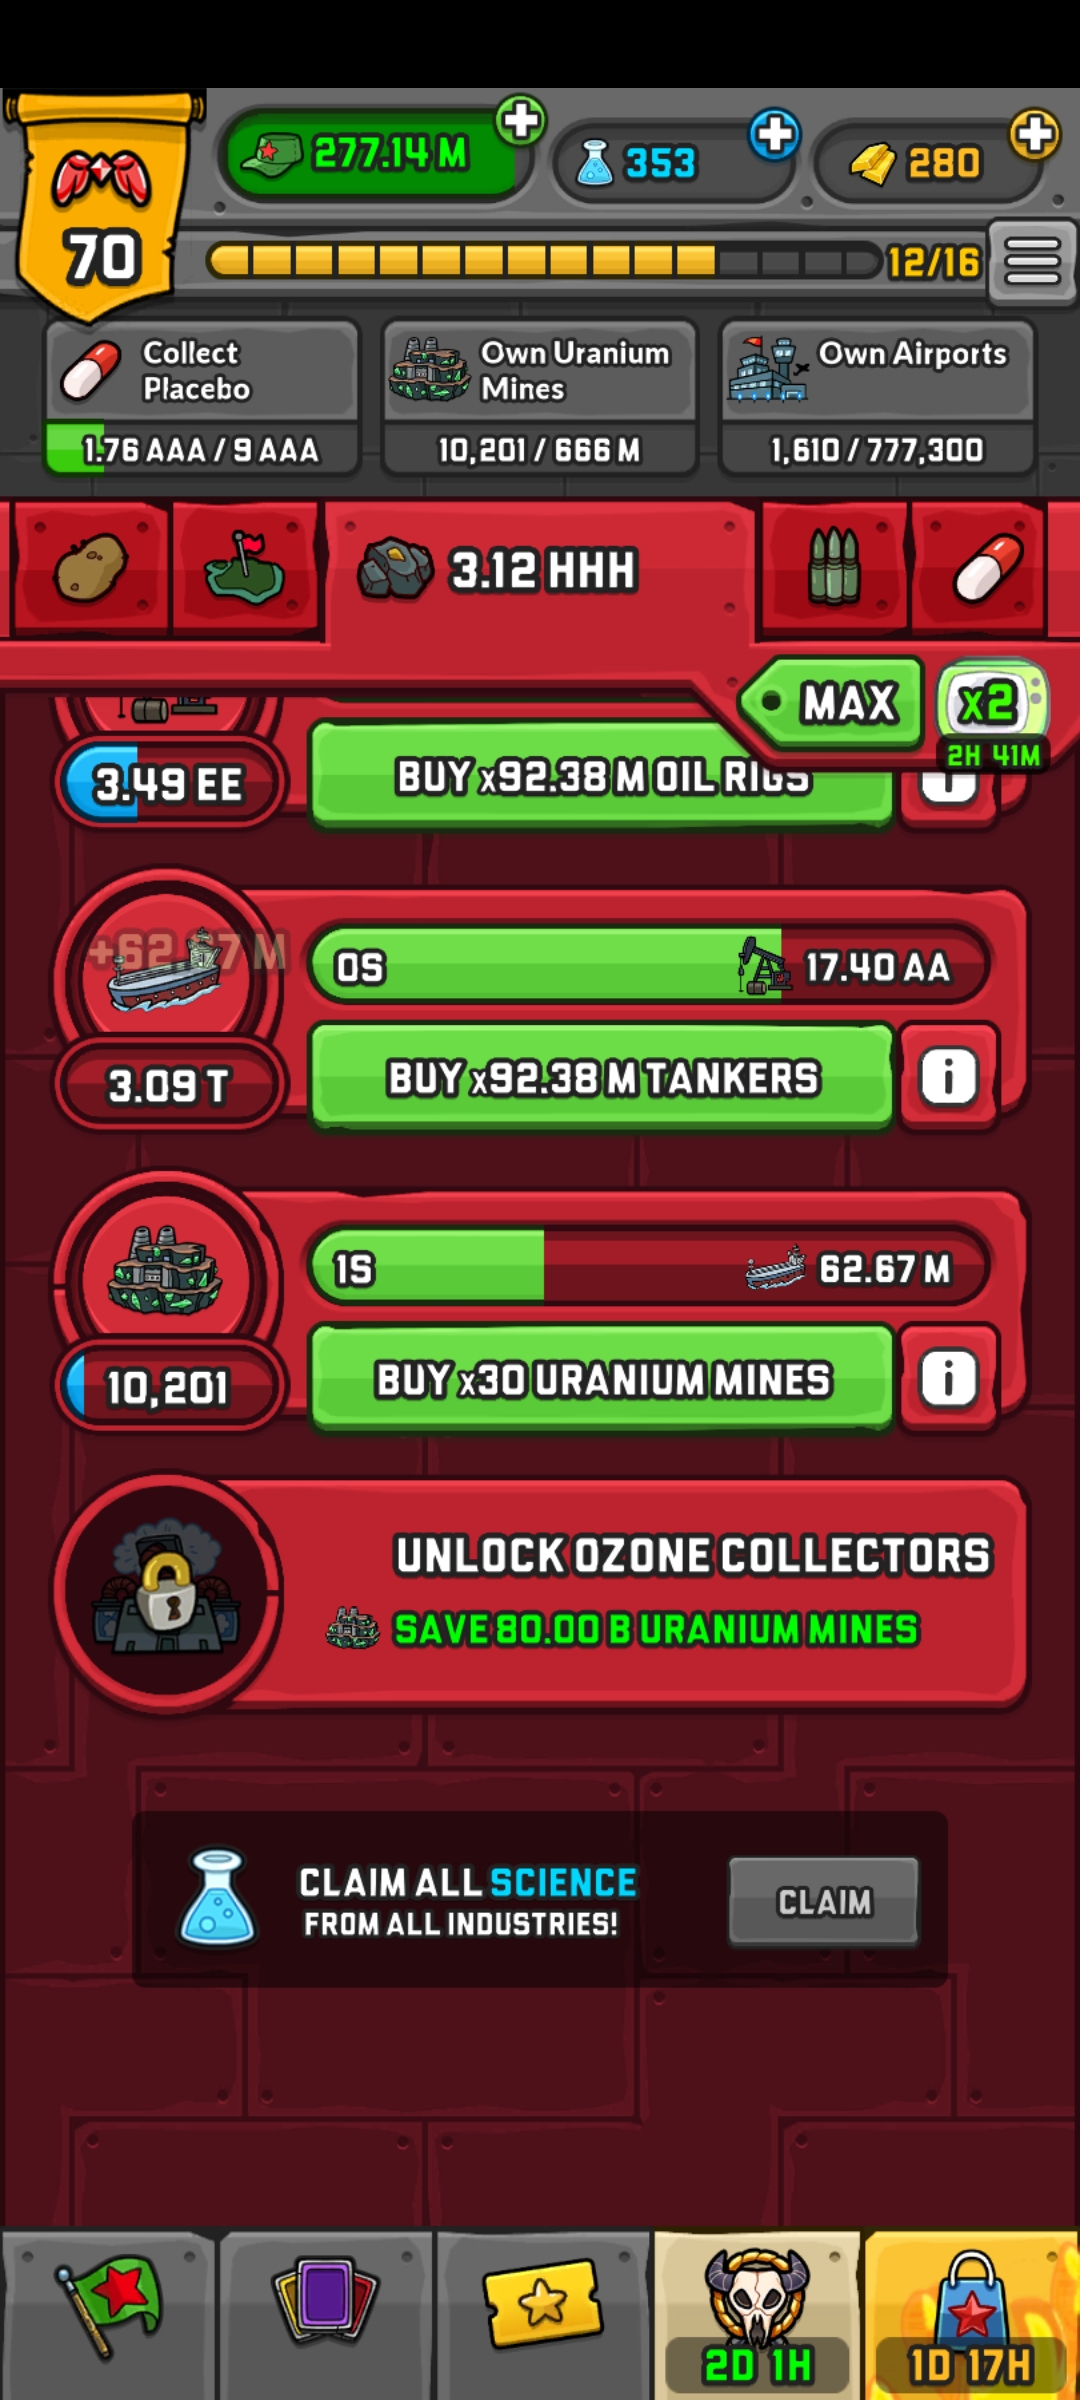 277.14 M
353
280
70
12/16
Collect
Placebo
Own Uranium
Mines
Own Airports
1.76 AAA / 9 AAA
10,201 / 666 M
1,610 / 777,300
3.12 HHH
MAX
x2
2H 41M
3.49 EE
BUY x92.38 M OIL RIGS
0S
17.40 AA
3.09 T
BUY x92.38 M TANKERS
i
1S
62.67 M
10,201
BUY x30 URANIUM MINES
i
UNLOCK OZONE COLLECTORS
SAVE 80.00 B URANIUM MINES
CLAIM ALL SCIENCE
FROM ALL INDUSTRIES!
CLAIM
2D 1H
1D 17H